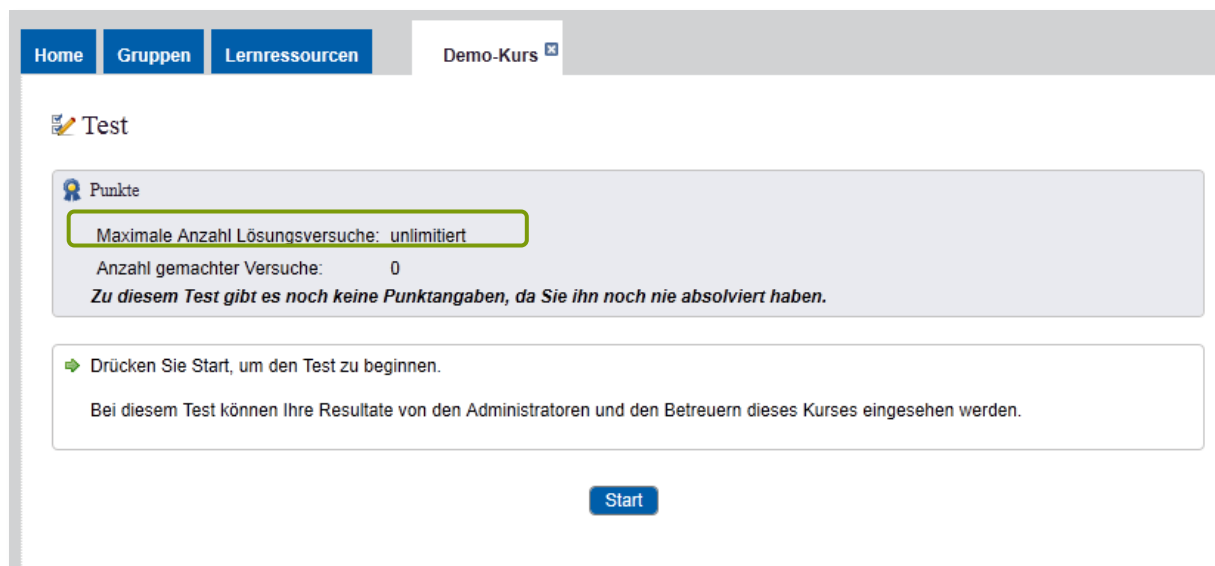 Home Gruppen Lernressourcen Demo-Kurs
Test
Punkte
Maximale Anzahl Lösungsversuche: unlimitiert
Anzahl gemachter Versuche: 0
Zu diesem Test gibt es noch keine Punktangaben, da Sie ihn noch nie absolviert haben.
Drücken Sie Start, um den Test zu beginnen.
Bei diesem Test können Ihre Resultate von den Administratoren und den Betreuern dieses Kurses eingesehen werden.
Start